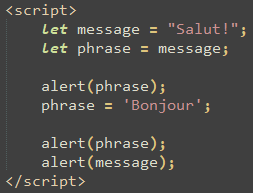 <script>
let message = "Salut!";
let phrase = message;
alert(phrase);
phrase = 'Bonjour';
alert(phrase);
alert(message);
</script>